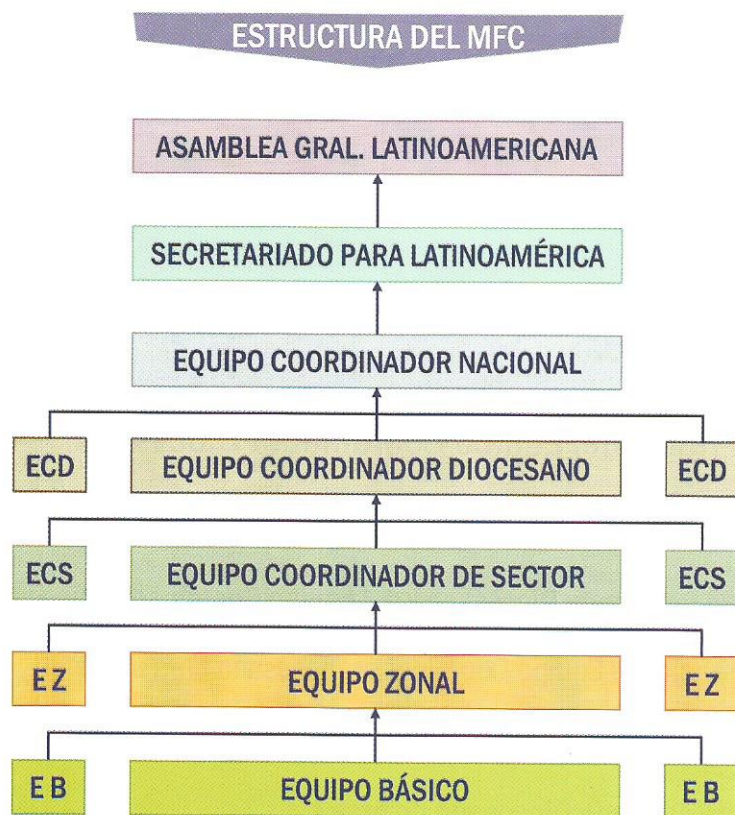 ESTRUCTURA DEL MFC
ASAMBLEA GRAL. LATINOAMERICANA
SECRETARIADO PARA LATINOAMÉRICA
EQUIPO COORDINADOR NACIONAL
ECD
EQUIPO COORDINADOR DIOCESANO
ECD
ECS
EQUIPO COORDINADOR DE SECTOR
ECS
E Z
EQUIPO ZONAL
E Z
E B
EQUIPO BÁSICO
E B